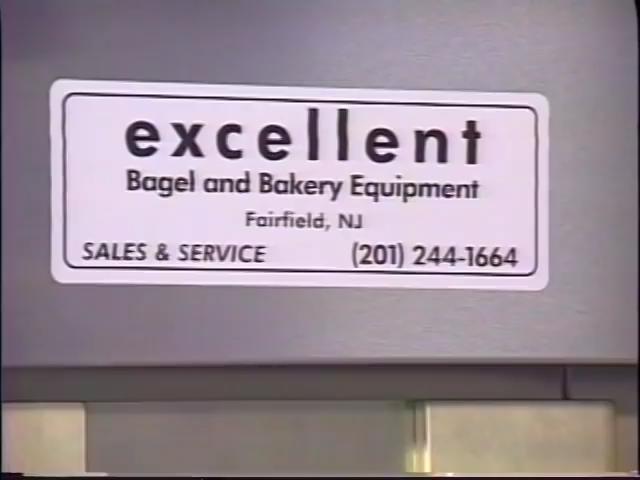 excellent
Bagel and Bakery Equipment
Fairfield, NJ
SALES & SERVICE (201) 244-1664